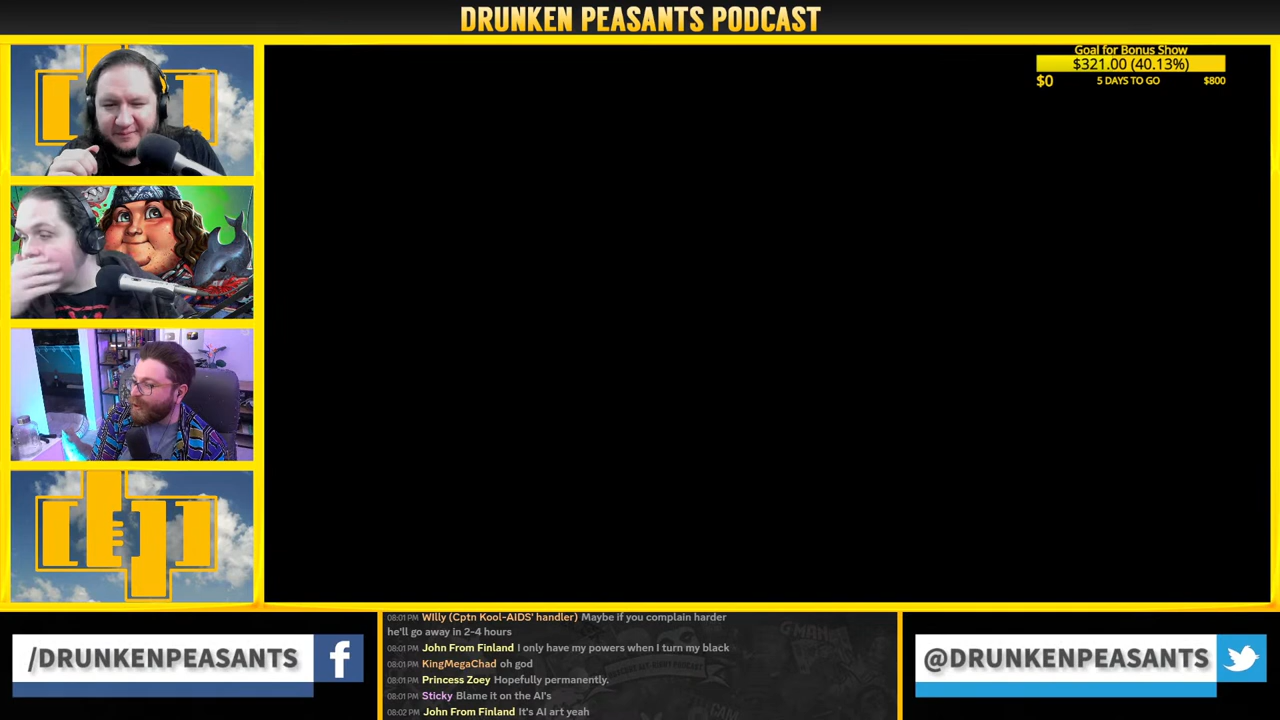 DRUNKEN PEASANTS PODCAST
Goal for Bonus Show
$321.00 (40.13%)
$0 5 DAYS TO GO $800
08:01 PM WIlly (Cptn Kool-AIDS' handler) Maybe if you complain harder
he'll go away in 2-4 hours
08:01 PM John From Finland I only have my powers when I turn my black
08:01 PM KingMegaChad oh god
08:01 PM Princess Zoey Hopefully permanently.
08:01 PM Sticky Blame it on the AI's
08:02 PM John From Finland It's AI art yeah
/DRUNKENPEASANTS
@DRUNKENPEASANTS